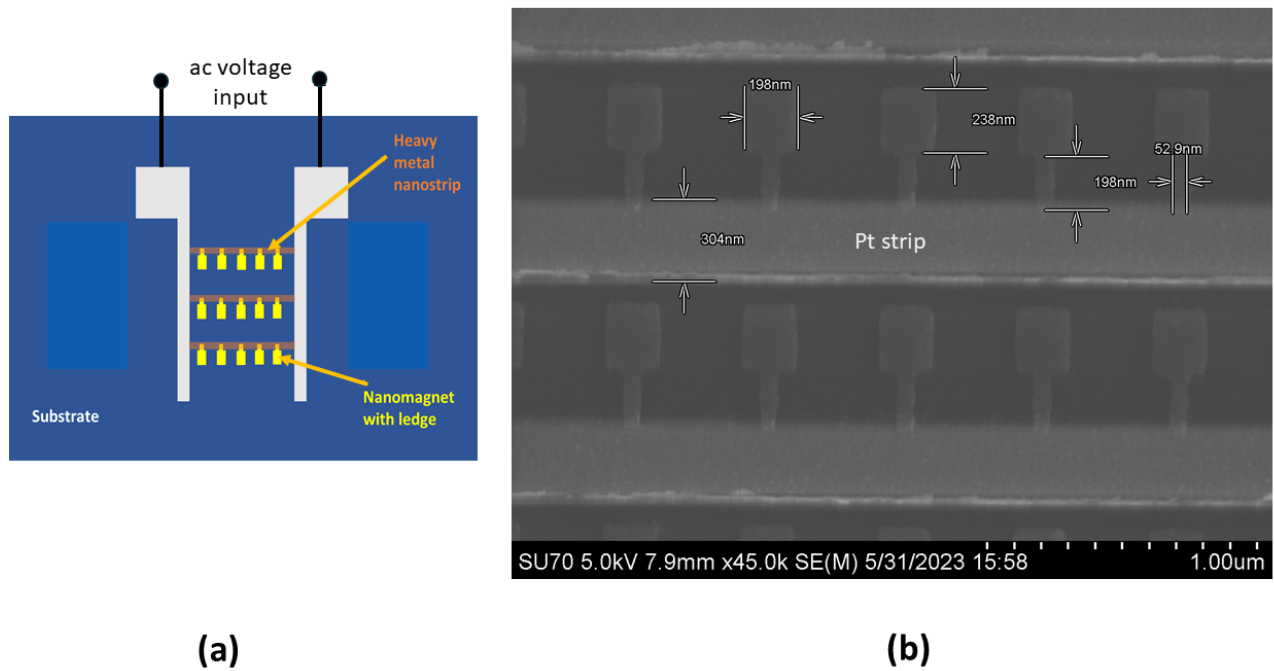 ac voltage
input
Heavy
metal
nanostrip
Nanomagnet
with ledge
Substrate
(a)
198nm
238nm
52.9nm
198nm
304nm
Pt strip
SU70 5.0kV 7.9mm x45.0k SE(M) 5/31/2023 15:58
1.00um
(b)